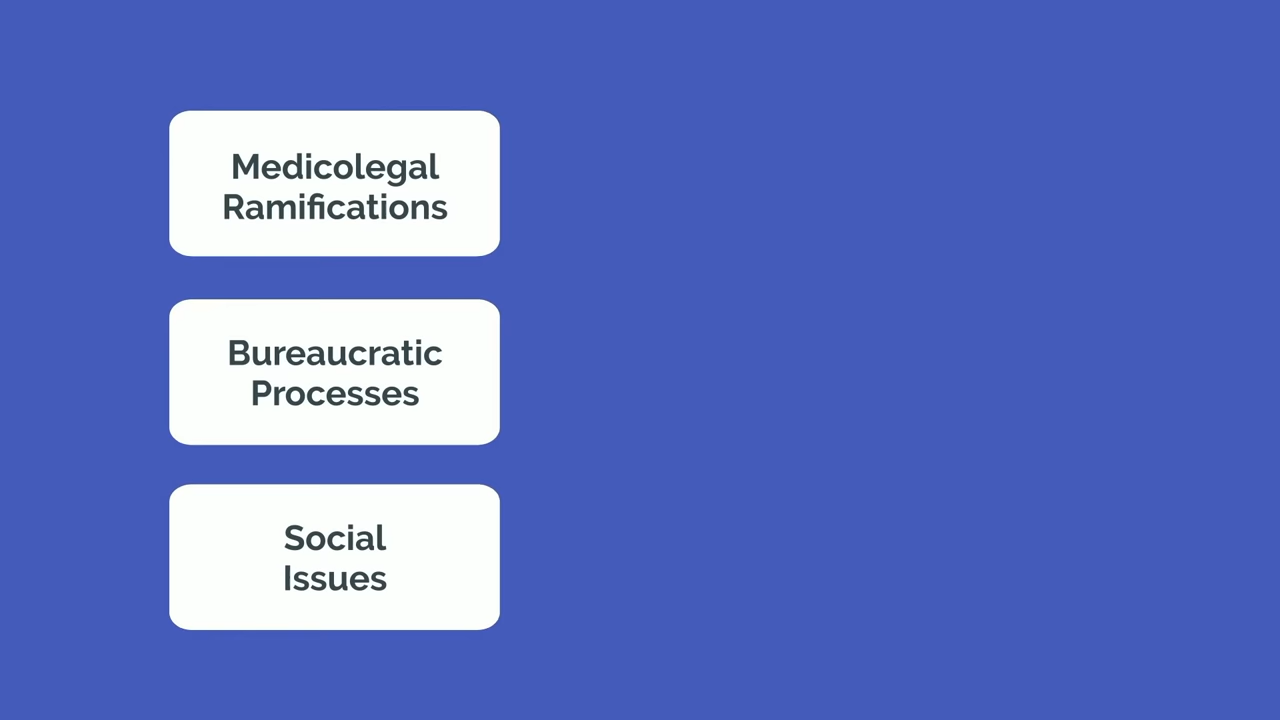 Medicolegal
Ramifications
Bureaucratic
Processes
Social
Issues